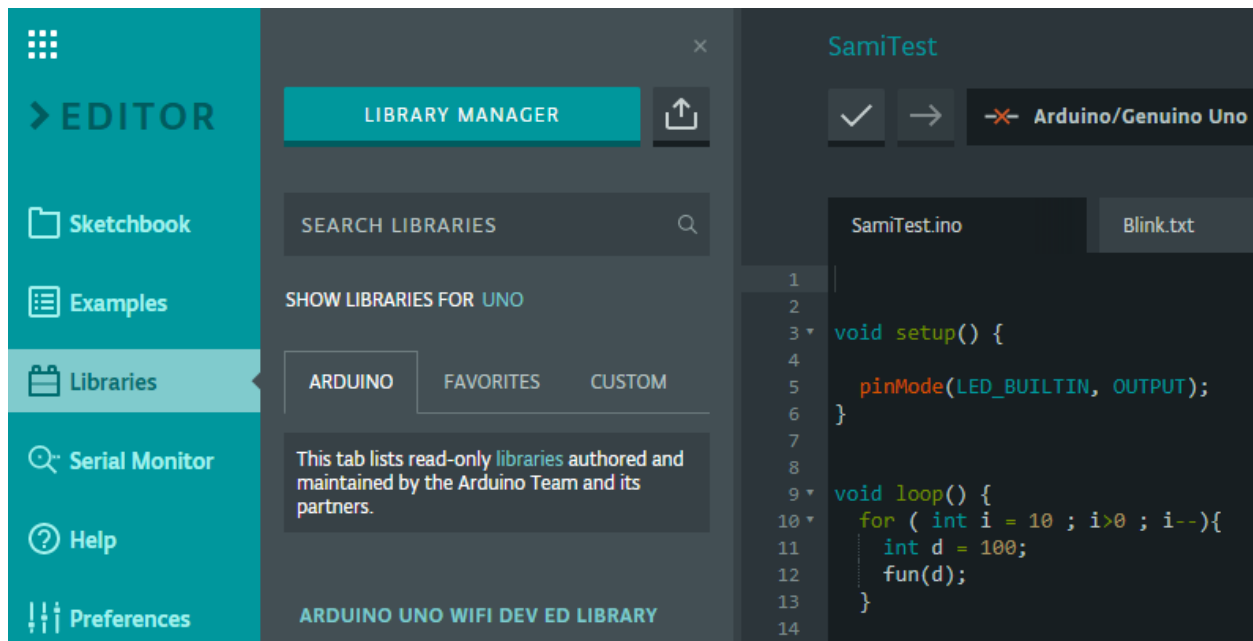 EDITOR
Sketchbook
Examples
Libraries
Serial Monitor
Help
Preferences
LIBRARY MANAGER
SEARCH LIBRARIES
SHOW LIBRARIES FOR UNO
ARDUINO FAVORITES CUSTOM
This tab lists read-only libraries authored and
maintained by the Arduino Team and its
partners.
ARDUINO UNO WIFI DEV ED LIBRARY
SamiTest
Arduino/Genuino Uno
SamiTest.ino Blink.txt
1
2
3 void setup() {
4
5 pinMode(LED_BUILTIN, OUTPUT);
6 }
7
8
9 void loop() {
10 for ( int i = 10 ; i>0 ; i--){
11 int d = 100;
12 fun(d);
13 }
14